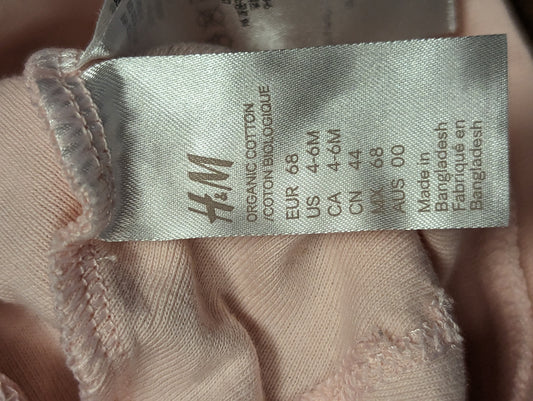 H&M
ORGANIC COTTON
/COTON BIOLOGIQUE
EUR 68
US 4-6M
CA 4-6M
CN 44
MX 68
AUS 00
Made in
Bangladesh
Fabriqué en
Bangladesh